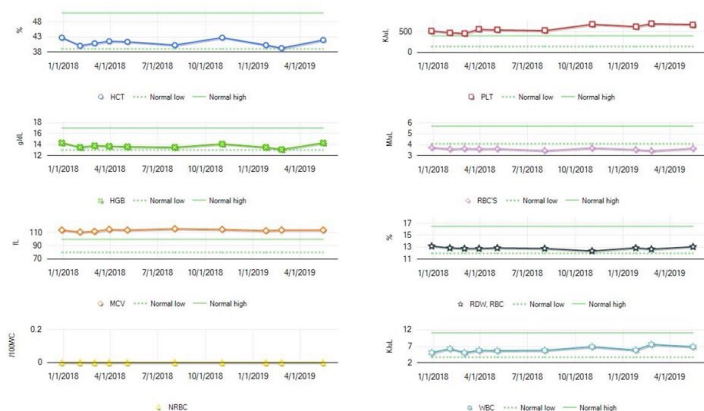 %
43
38
1/1/2018 4/1/2018 7/1/2018 10/1/2018 1/1/2019 4/1/2019
HCT Normal low Normal high
K/uL
500
0
1/1/2018 4/1/2018 7/1/2018 10/1/2018 1/1/2019 4/1/2019
PLT Normal low Normal high
g/dL
18
16
14
12
1/1/2018 4/1/2018 7/1/2018 10/1/2018 1/1/2019 4/1/2019
HGB Normal low Normal high
M/uL
6
5
4
3
1/1/2018 4/1/2018 7/1/2018 10/1/2018 1/1/2019 4/1/2019
RBC'S Normal low Normal high
fL
110
90
70
1/1/2018 4/1/2018 7/1/2018 10/1/2018 1/1/2019 4/1/2019
MCV Normal low Normal high
%
17
15
13
11
1/1/2018 4/1/2018 7/1/2018 10/1/2018 1/1/2019 4/1/2019
RDW, RBC Normal low Normal high
/100WC
0.2
0
1/1/2018 4/1/2018 7/1/2018 10/1/2018 1/1/2019 4/1/2019
NRBC
K/uL
12
7
2
1/1/2018 4/1/2018 7/1/2018 10/1/2018 1/1/2019 4/1/2019
WBC Normal low Normal high